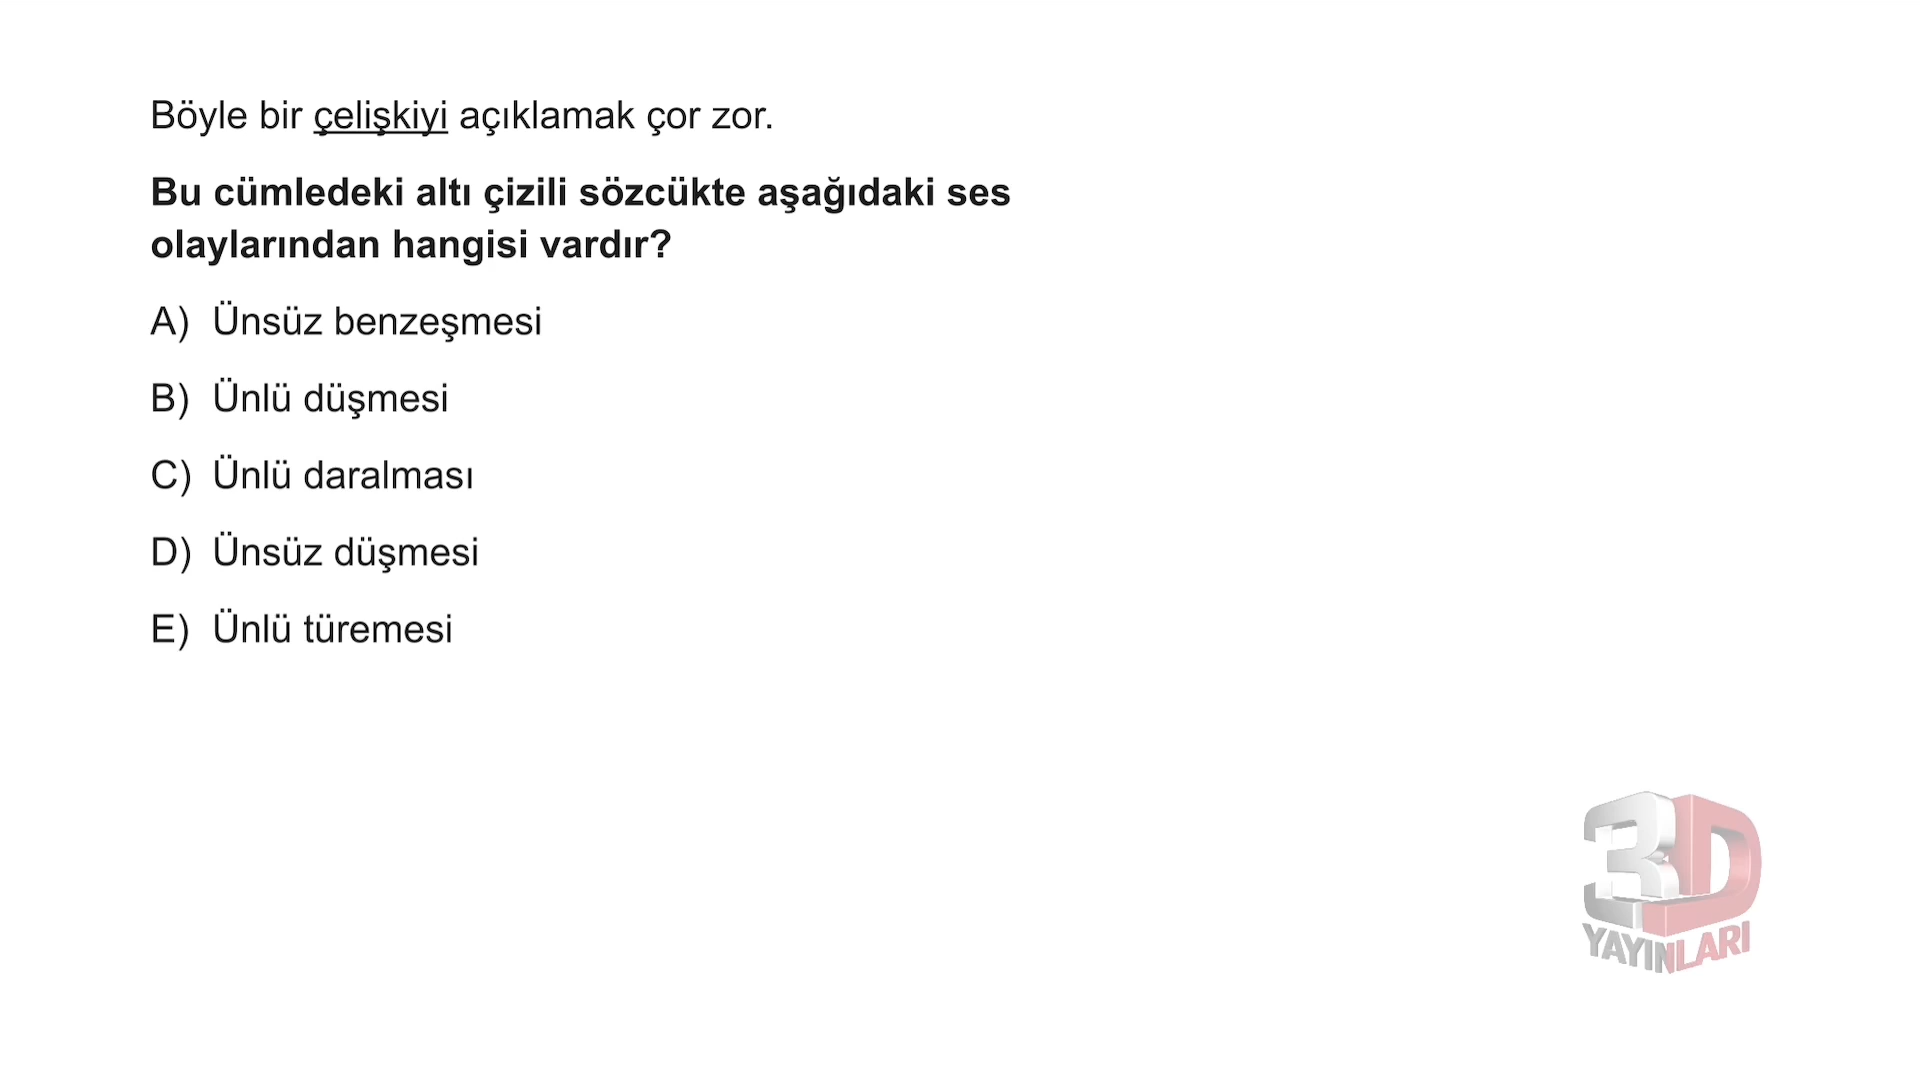 Böyle bir çelişkiyi açıklamak çor zor.
Bu cümledeki altı çizili sözcükte aşağıdaki ses
olaylarından hangisi vardır?
A) Ünsüz benzeşmesi
B) Ünlü düşmesi
C) Ünlü daralması
D) Ünsüz düşmesi
E) Ünlü türemesi
3D
YAYINLARI